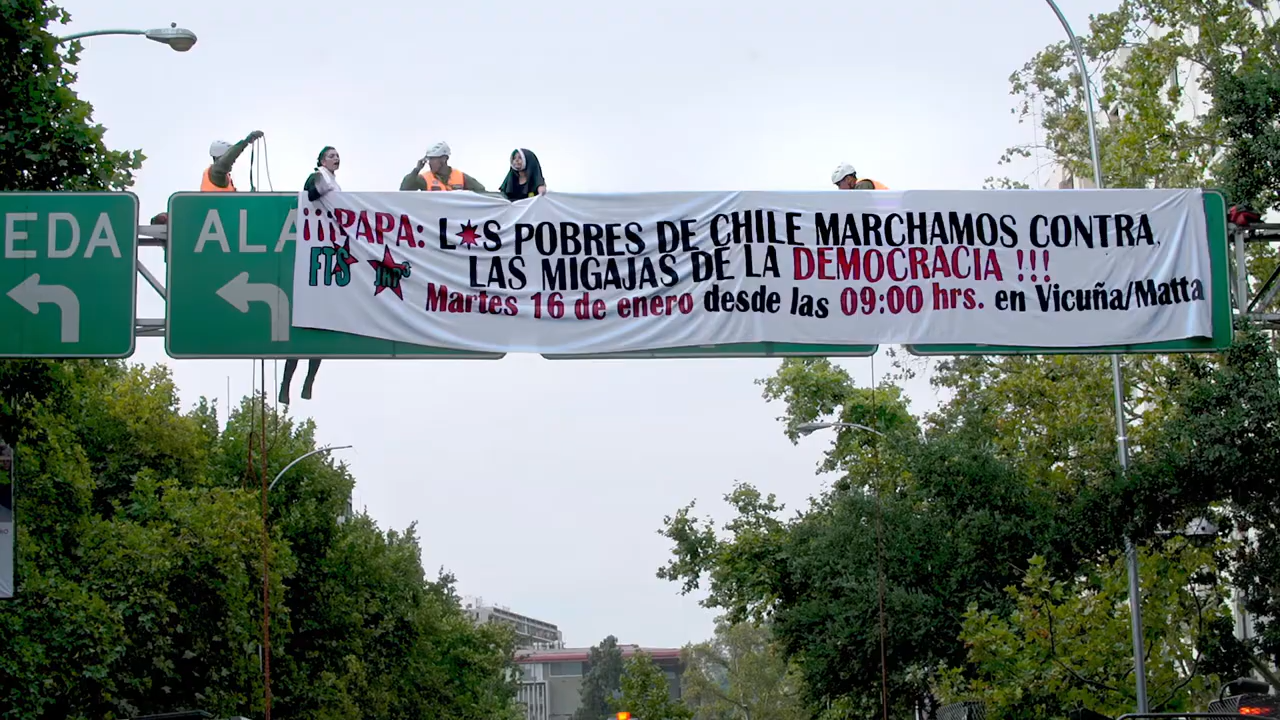 EDA
ALA
¡¡¡PAPA: L★S POBRES DE CHILE MARCHAMOS CONTRA
LAS MIGAJAS DE LA DEMOCRACIA !!!
FTS
Martes 16 de enero desde las 09:00 hrs. en Vicuña/Matta